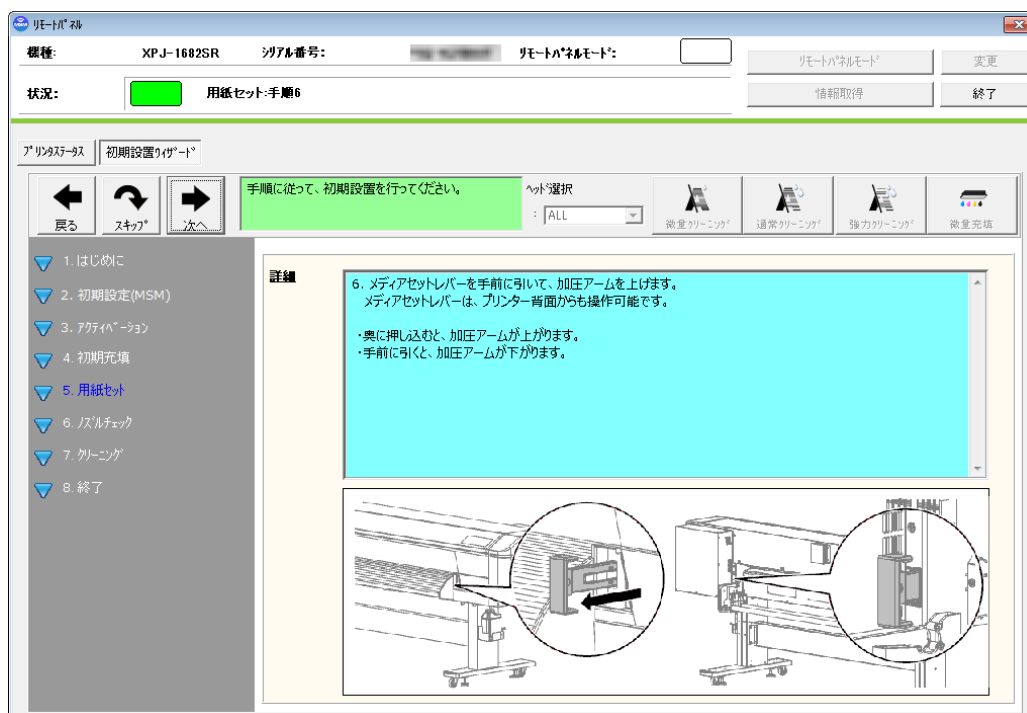 リモートパネル
機種: XPJ-1682SR シリアル番号: リモートパネルモード:
リモートパネルモード 変更
状況: 用紙セット:手順6
情報取得 終了
プリンタステータス 初期設置ウィザード
手順に従って、初期設置を行ってください。
ヘッド選択
: ALL
戻る スキップ 次へ
微量クリーニング 通常クリーニング 強力クリーニング 微量充填
1. はじめに
2. 初期設定(MSM)
3. アクティベーション
4. 初期充填
5. 用紙セット
6. ノズルチェック
7. クリーニング
8. 終了
詳細
6. メディアセットレバーを手前に引いて、加圧アームを上げます。
メディアセットレバーは、プリンター背面からも操作可能です。
・奥に押し込むと、加圧アームが上がります。
・手前に引くと、加圧アームが下がります。